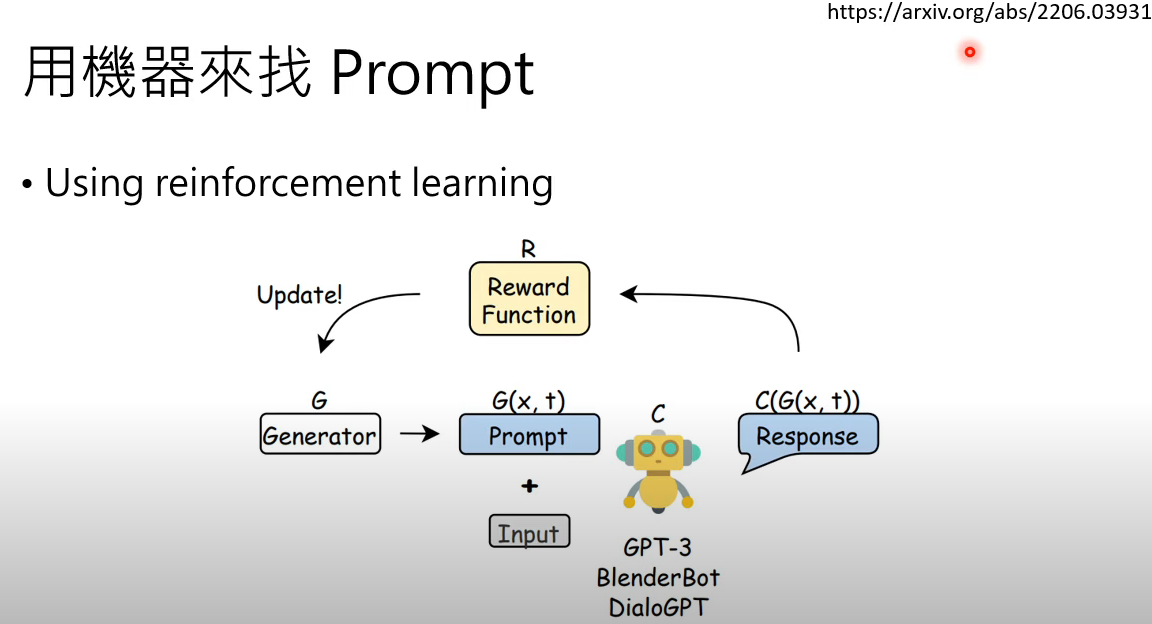 https://arxiv.org/abs/2206.03931
用機器來找 Prompt
• Using reinforcement learning
R
Reward
Function
Update!
G
Generator
G(x, t)
Prompt
+
Input
C
C(G(x, t))
Response
GPT-3
BlenderBot
DialoGPT